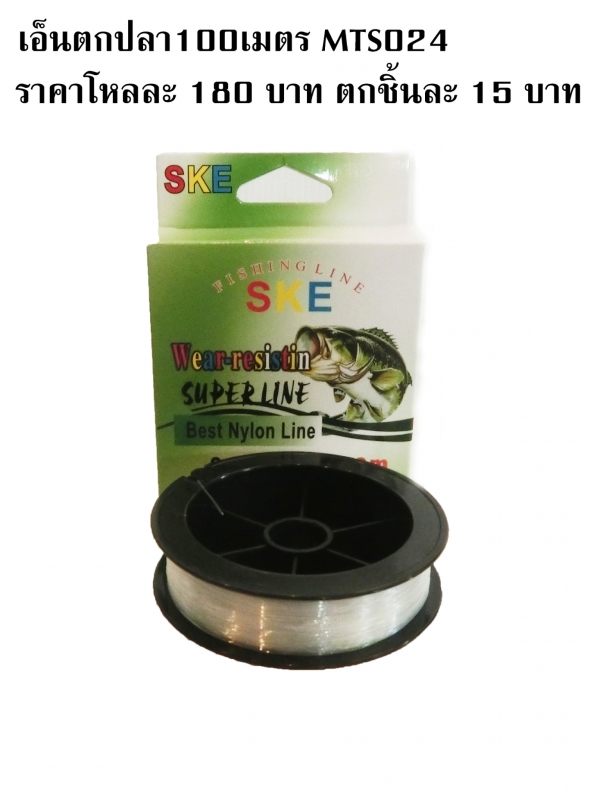 เอ็นตกปลา100เมตร MTS024
ราคาโหลละ 180 บาท ตกชิ้นละ 15 บาท
SKE
FISHING LINE
SKE
Wear-resistin
SUPER LINE
Best Nylon Line